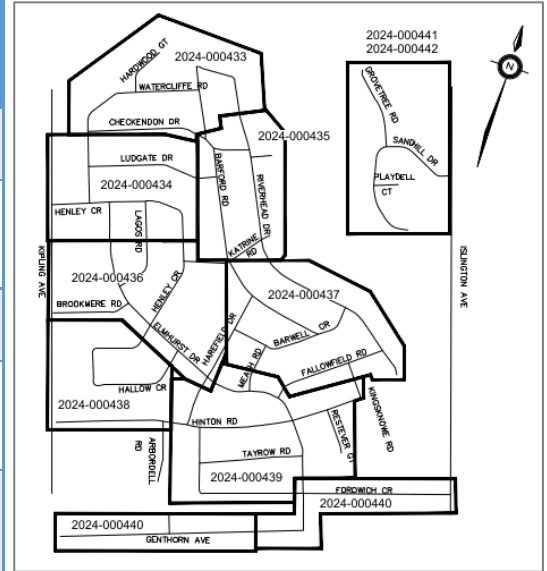 2024-000441
2024-000442
HARDWOOD GT
2024-000433
WATERCLIFFE RD
GROVETREE RD
N
CHECKENDON DR
2024-000435
SANDHILL DR
LUDGATE DR
BARFORD RD
RIVERHEAD DR
PLAYDELL
CT
2024-000434
HENLEY CR
LAGOS RD
KATRINE
RD
KIPLING AVE
ISLINGTON AVE
2024-000436
HENLEY CR
2024-000437
BROOKMERE RD
ELMHURST DR
HAREFIELD DR
BARWELL CR
MEAGH RD
FALLOWFIELD RD
HALLOW CR
2024-000438
KINGSKNOWE RD
HINTON RD
RESTEVER GT
ARBORDELL
RD
TAYROW RD
2024-000439
FORDWICH CR
2024-000440
2024-000440
GENTHORN AVE